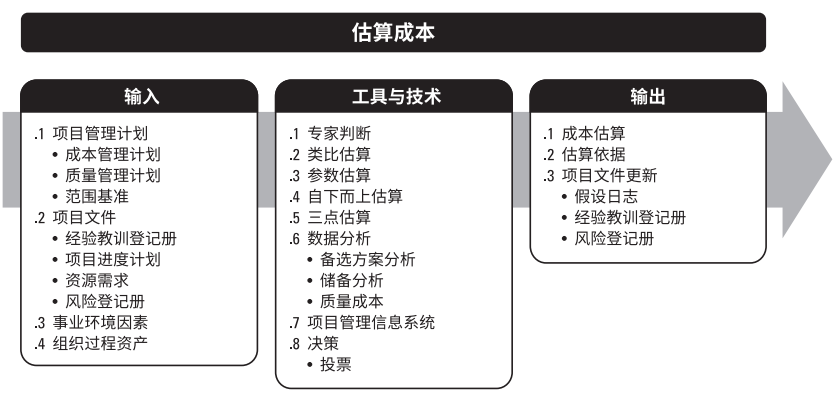 估算成本
输入
.1 项目管理计划
• 成本管理计划
• 质量管理计划
• 范围基准
.2 项目文件
• 经验教训登记册
• 项目进度计划
• 资源需求
• 风险登记册
.3 事业环境因素
.4 组织过程资产
工具与技术
.1 专家判断
.2 类比估算
.3 参数估算
.4 自下而上估算
.5 三点估算
.6 数据分析
• 备选方案分析
• 储备分析
• 质量成本
.7 项目管理信息系统
.8 决策
• 投票
输出
.1 成本估算
.2 估算依据
.3 项目文件更新
• 假设日志
• 经验教训登记册
• 风险登记册